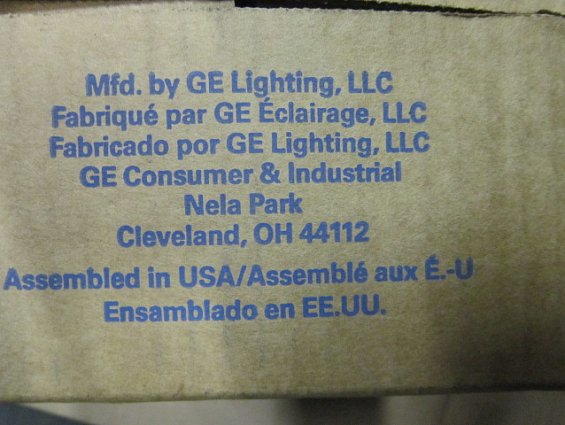 Mfd. by GE Lighting, LLC
Fabriqué par GE Éclairage, LLC
Fabricado por GE Lighting, LLC
GE Consumer & Industrial
Nela Park
Cleveland, OH 44112
Assembled in USA/Assemblé aux É.-U
Ensamblado en EE.UU.